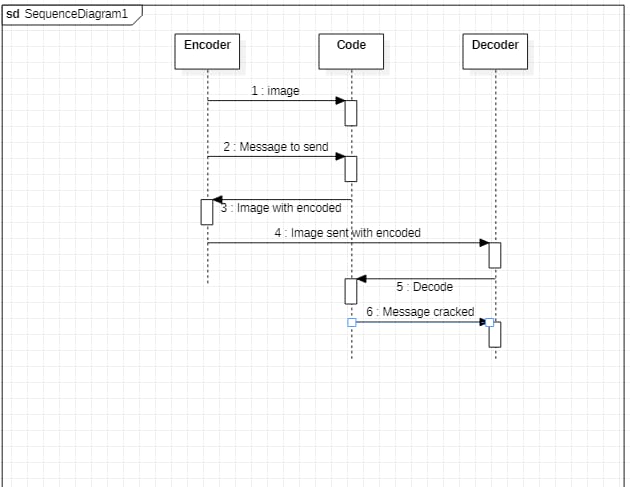 sd SequenceDiagram1
Encoder
Code
Decoder
1 : image
2 : Message to send
3 : Image with encoded
4 : Image sent with encoded
5 : Decode
6 : Message cracked